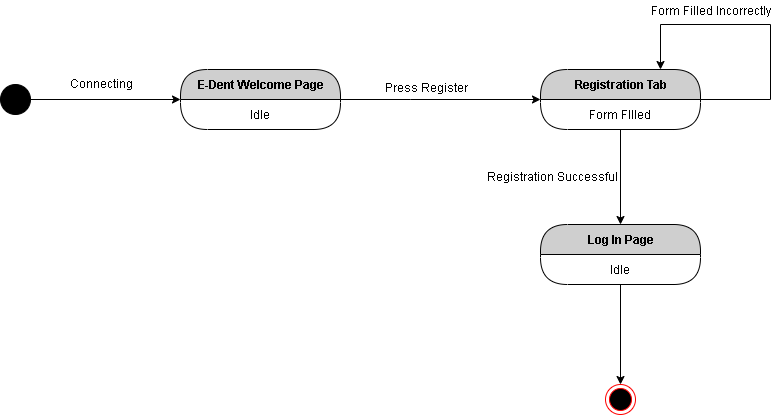 Form Filled Incorrectly
Connecting
E-Dent Welcome Page
Idle
Press Register
Registration Tab
Form FIlled
Registration Successful
Log In Page
Idle